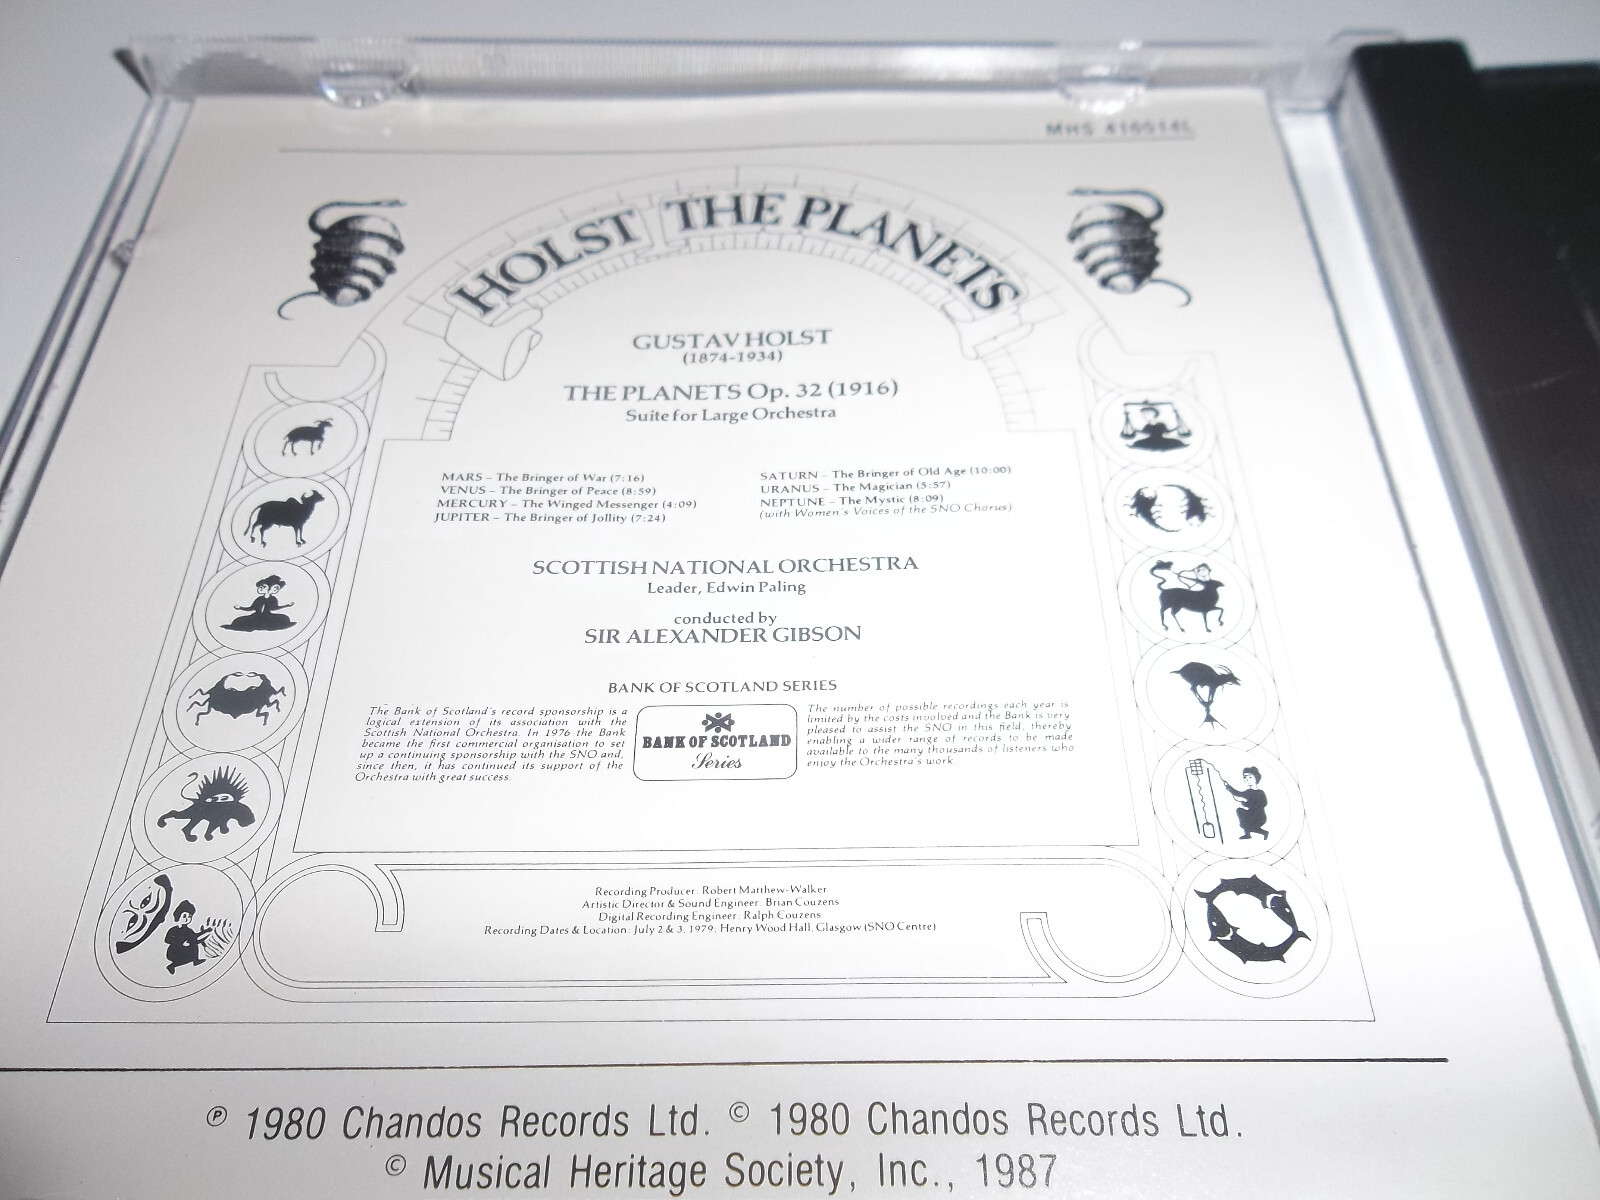 MHS 416014L
HOLST THE PLANETS
GUSTAV HOLST
(1874-1934)
THE PLANETS Op. 32 (1916)
Suite for Large Orchestra
MARS – The Bringer of War (7:16)
VENUS – The Bringer of Peace (8:59)
MERCURY – The Winged Messenger (4:09)
JUPITER – The Bringer of Jollity (7:24)
SATURN – The Bringer of Old Age (10:00)
URANUS – The Magician (5:57)
NEPTUNE – The Mystic (8:09)
(with Women's Voices of the SNO Chorus)
SCOTTISH NATIONAL ORCHESTRA
Leader, Edwin Paling
conducted by
SIR ALEXANDER GIBSON
BANK OF SCOTLAND SERIES
The Bank of Scotland's record sponsorship is a
logical extension of its association with the
Scottish National Orchestra. In 1976 the Bank
became the first commercial organisation to set
up a continuing sponsorship with the SNO and,
since then, it has continued its support of the
Orchestra with great success.
BANK OF SCOTLAND
Series
The number of possible recordings each year is
limited by the costs involved and the Bank is very
pleased to assist the SNO in this field, thereby
enabling a wider range of records to be made
available to the many thousands of listeners who
enjoy the Orchestra's work.
Recording Producer: Robert Matthew-Walker
Artistic Director & Sound Engineer: Brian Couzens
Digital Recording Engineer: Ralph Couzens
Recording Dates & Location: July 2 & 3, 1979; Henry Wood Hall, Glasgow (SNO Centre)
℗ 1980 Chandos Records Ltd. © 1980 Chandos Records Ltd.
© Musical Heritage Society, Inc., 1987